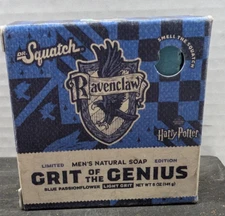 DR. Squatch
SMELL THE SQUATCH
Ravenclaw
Harry Potter
LIMITED MEN'S NATURAL SOAP EDITION
GRIT OF THE GENIUS
BLUE PASSIONFLOWER LIGHT GRIT NET WT 5 OZ (141 g)